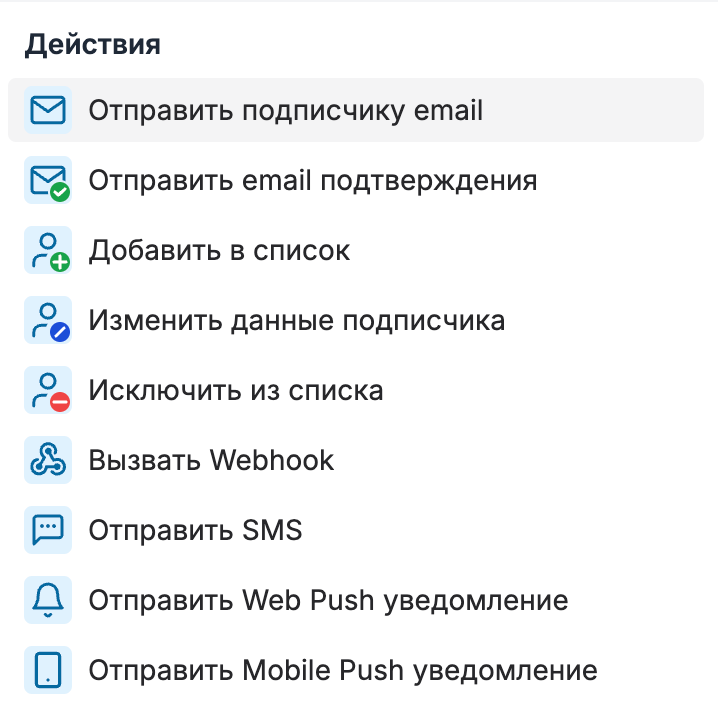 Действия
Отправить подписчику email
Отправить email подтверждения
Добавить в список
Изменить данные подписчика
Исключить из списка
Вызвать Webhook
Отправить SMS
Отправить Web Push уведомление
Отправить Mobile Push уведомление